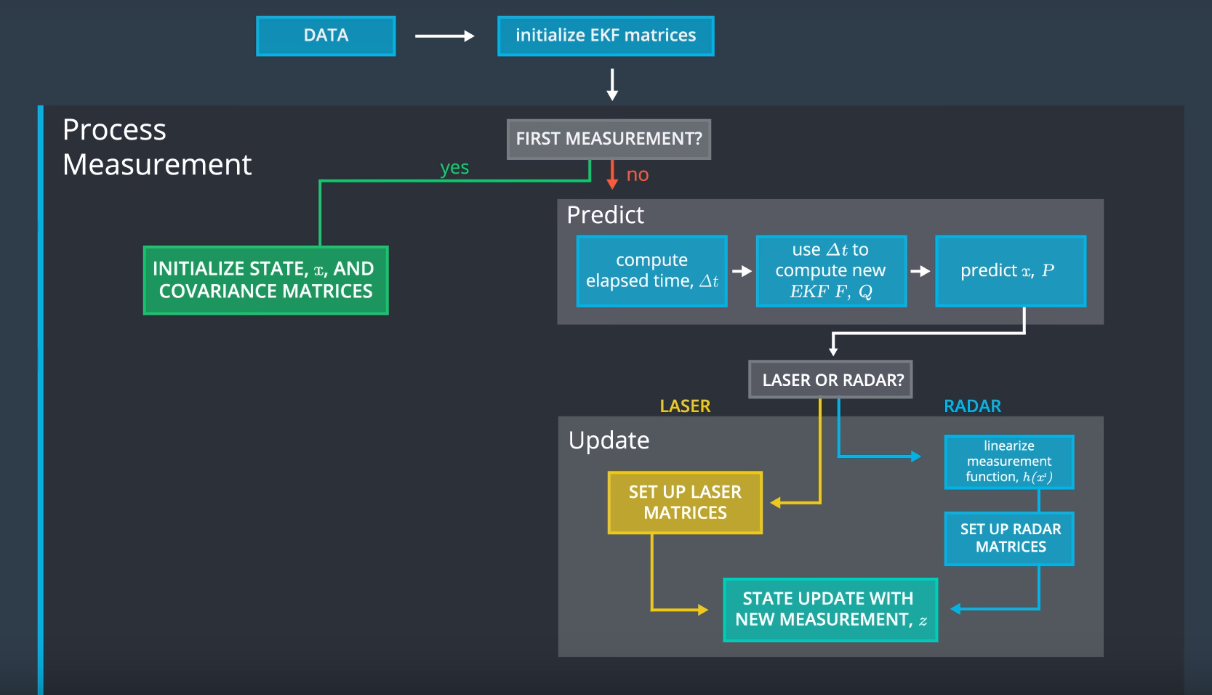 DATA
initialize EKF matrices
Process
Measurement
FIRST MEASUREMENT?
yes
no
INITIALIZE STATE, x, AND
COVARIANCE MATRICES
Predict
compute
elapsed time, Δt
use Δt to
compute new
EKF F, Q
predict x, P
LASER OR RADAR?
LASER
RADAR
Update
SET UP LASER
MATRICES
linearize
measurement
function, h(x')
SET UP RADAR
MATRICES
STATE UPDATE WITH
NEW MEASUREMENT, z